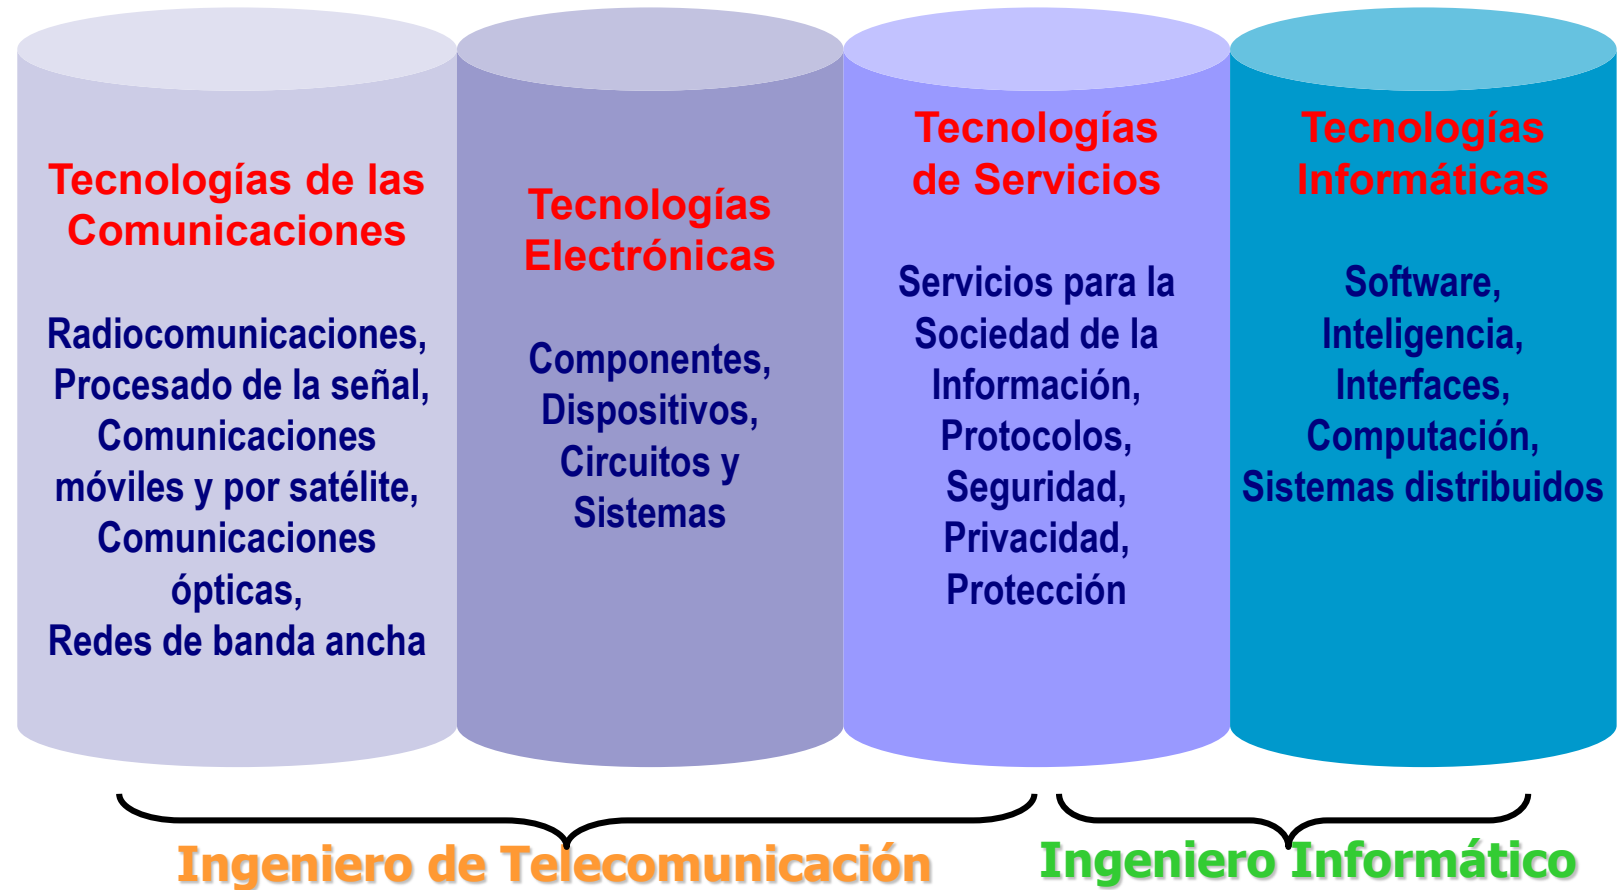 Tecnologías de las
Comunicaciones
Radiocomunicaciones,
Procesado de la señal,
Comunicaciones
móviles y por satélite,
Comunicaciones
ópticas,
Redes de banda ancha
Tecnologías
Electrónicas
Componentes,
Dispositivos,
Circuitos y
Sistemas
Tecnologías
de Servicios
Servicios para la
Sociedad de la
Información,
Protocolos,
Seguridad,
Privacidad,
Protección
Tecnologías
Informáticas
Software,
Inteligencia,
Interfaces,
Computación,
Sistemas distribuidos
Ingeniero de Telecomunicación
Ingeniero Informático